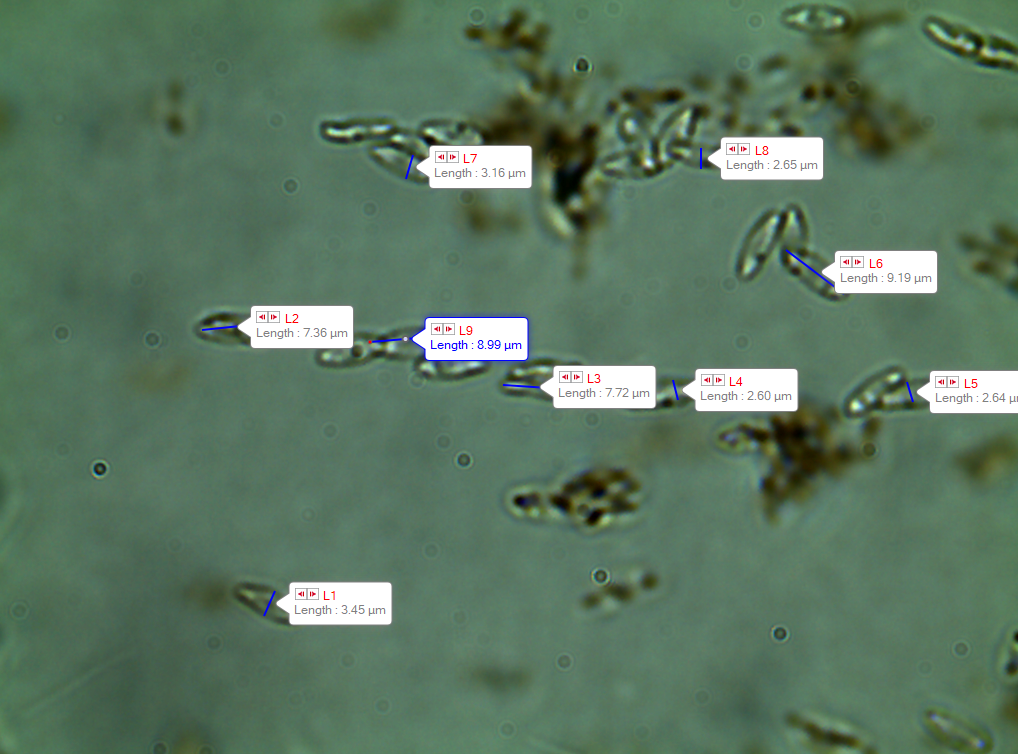 L7
Length : 3.16 µm
L8
Length : 2.65 µm
L6
Length : 9.19 µm
L2
Length : 7.36 µm
L9
Length : 8.99 µm
L3
Length : 7.72 µm
L4
Length : 2.60 µm
L5
Length : 2.64 µ
L1
Length : 3.45 µm